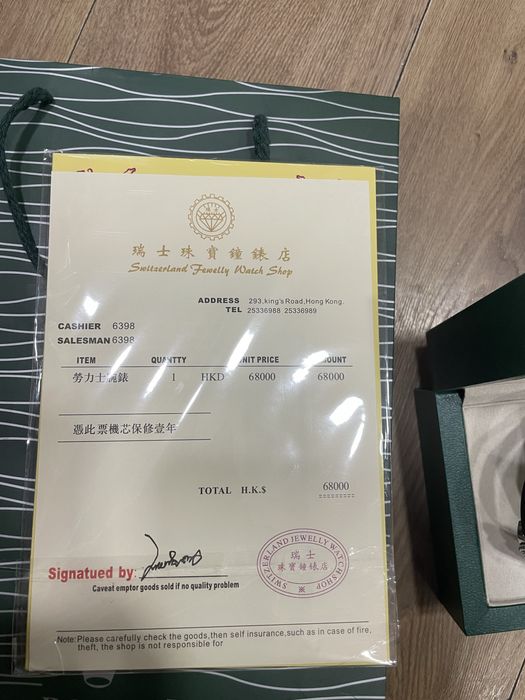 瑞士珠寶鐘錶店
Switzerland Jewelly Watch Shop
ADDRESS 293.king's Road,Hong Kong.
TEL 25336988 25336989
CASHIER 6398
SALESMAN 6398
ITEM QUANTTY UNIT PRICE AMOUNT
勞力士腕錶 1 HKD 68000 68000
憑此票機芯保修壹年
TOTAL H.K.$ 68000
SWITZERLAND JEWELLY WATCH SHOP
瑞士
珠寶鐘錶店
Signatued by:
Caveat emptor goods sold if no quality problem
Note:Please carefully check the goods,then self insurance,such as in case of fire,
theft, the shop is not responsible for